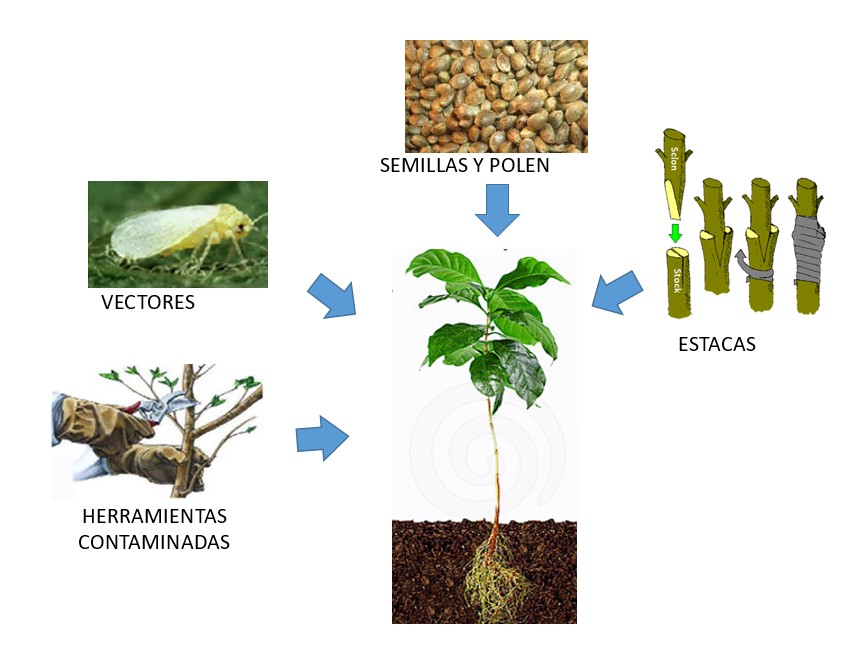 SEMILLAS Y POLEN
Scion
Stock
VECTORES
ESTACAS
HERRAMIENTAS
CONTAMINADAS